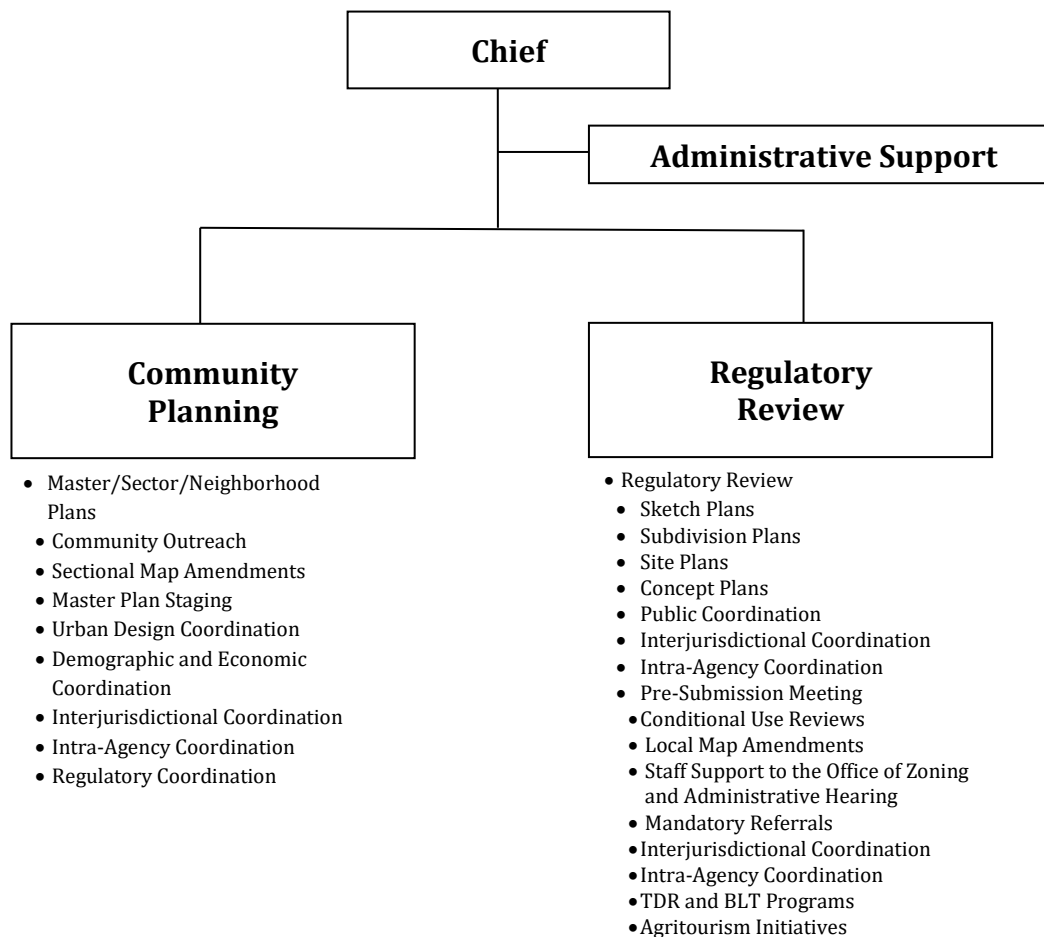 Chief
Administrative Support
Community
Planning
• Master/Sector/Neighborhood
Plans
• Community Outreach
• Sectional Map Amendments
• Master Plan Staging
• Urban Design Coordination
• Demographic and Economic
Coordination
• Interjurisdictional Coordination
• Intra-Agency Coordination
• Regulatory Coordination
Regulatory
Review
• Regulatory Review
• Sketch Plans
• Subdivision Plans
• Site Plans
• Concept Plans
• Public Coordination
• Interjurisdictional Coordination
• Intra-Agency Coordination
• Pre-Submission Meeting
• Conditional Use Reviews
• Local Map Amendments
• Staff Support to the Office of Zoning
and Administrative Hearing
• Mandatory Referrals
• Interjurisdictional Coordination
• Intra-Agency Coordination
• TDR and BLT Programs
• Agritourism Initiatives